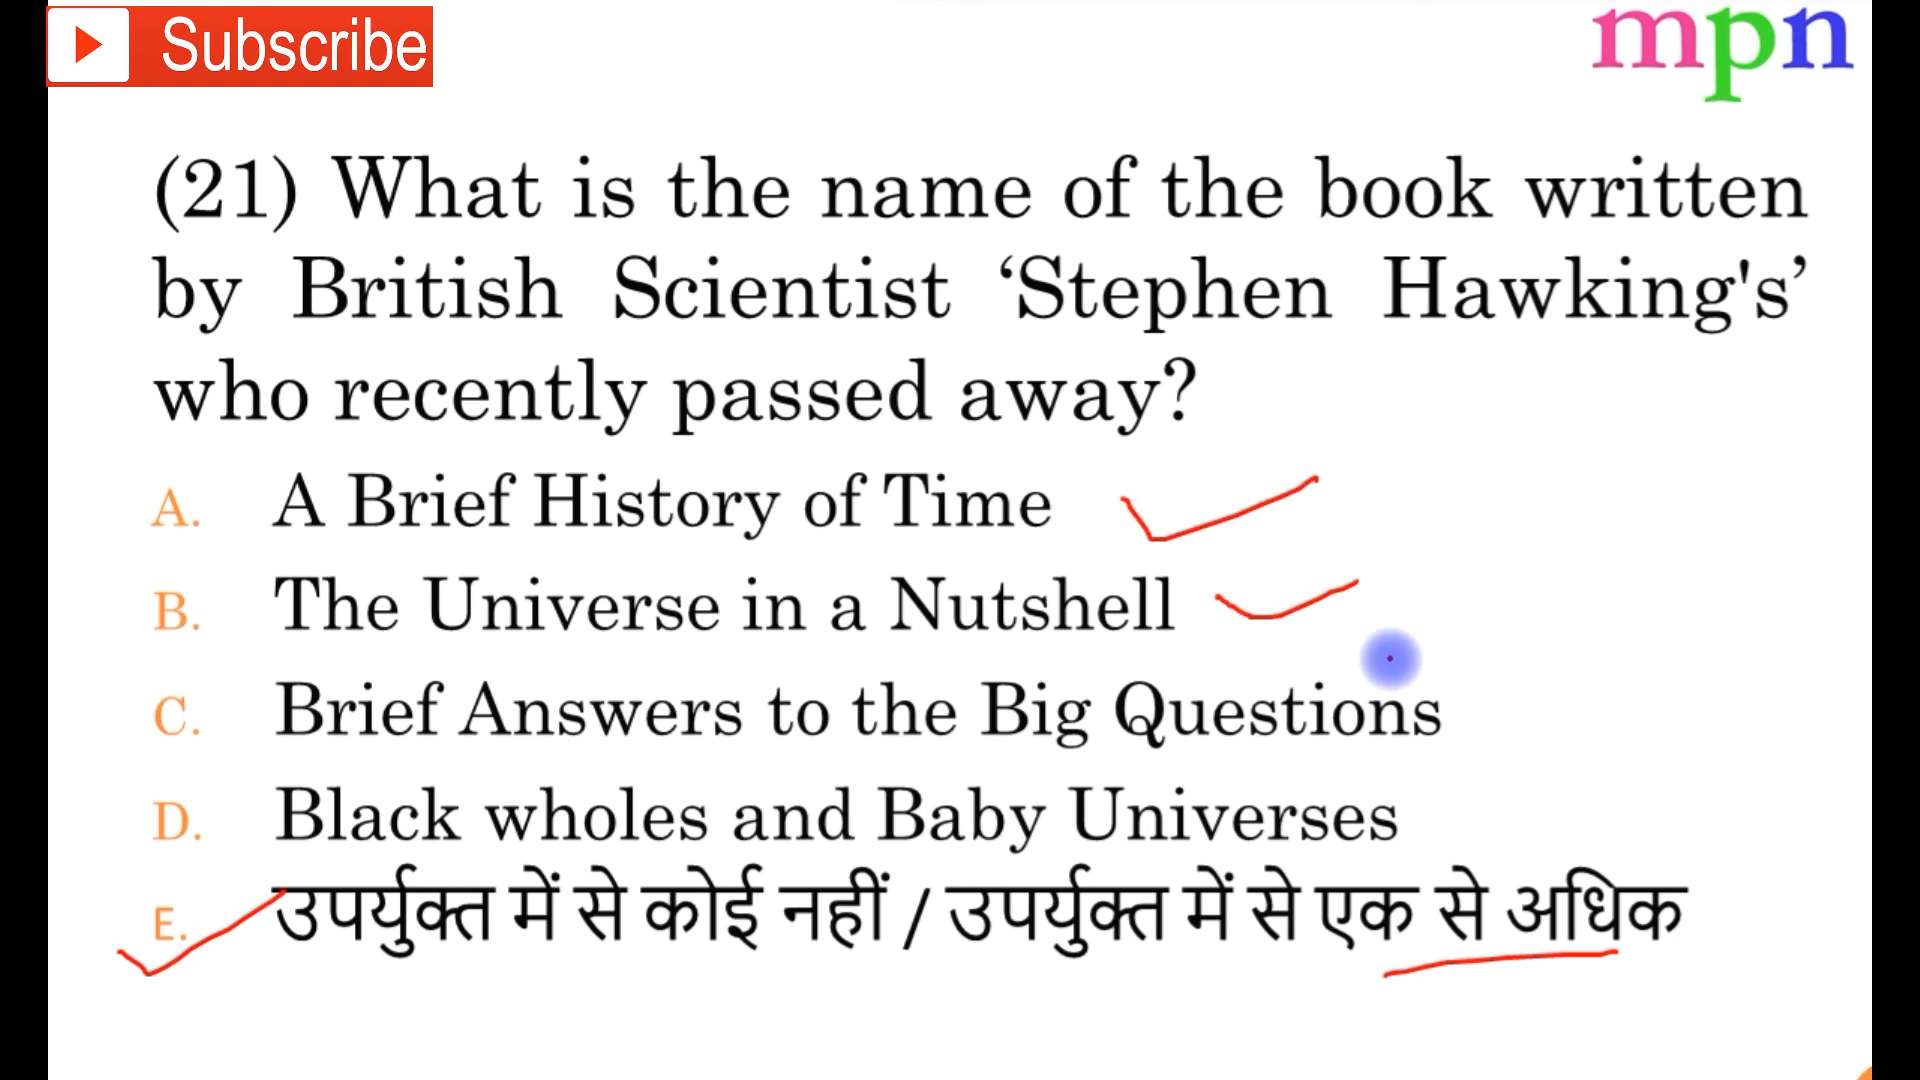 Subscribe
mpn
(21) What is the name of the book written
by British Scientist ‘Stephen Hawking's’
who recently passed away?
A. A Brief History of Time
B. The Universe in a Nutshell
C. Brief Answers to the Big Questions
D. Black wholes and Baby Universes
E. उपर्युक्त में से कोई नहीं / उपर्युक्त में से एक से अधिक